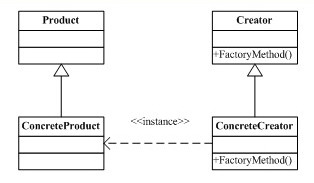 Product
Creator
+FactoryMethod()
ConcreteProduct
<<instance>>
ConcreteCreator
+FactoryMethod()